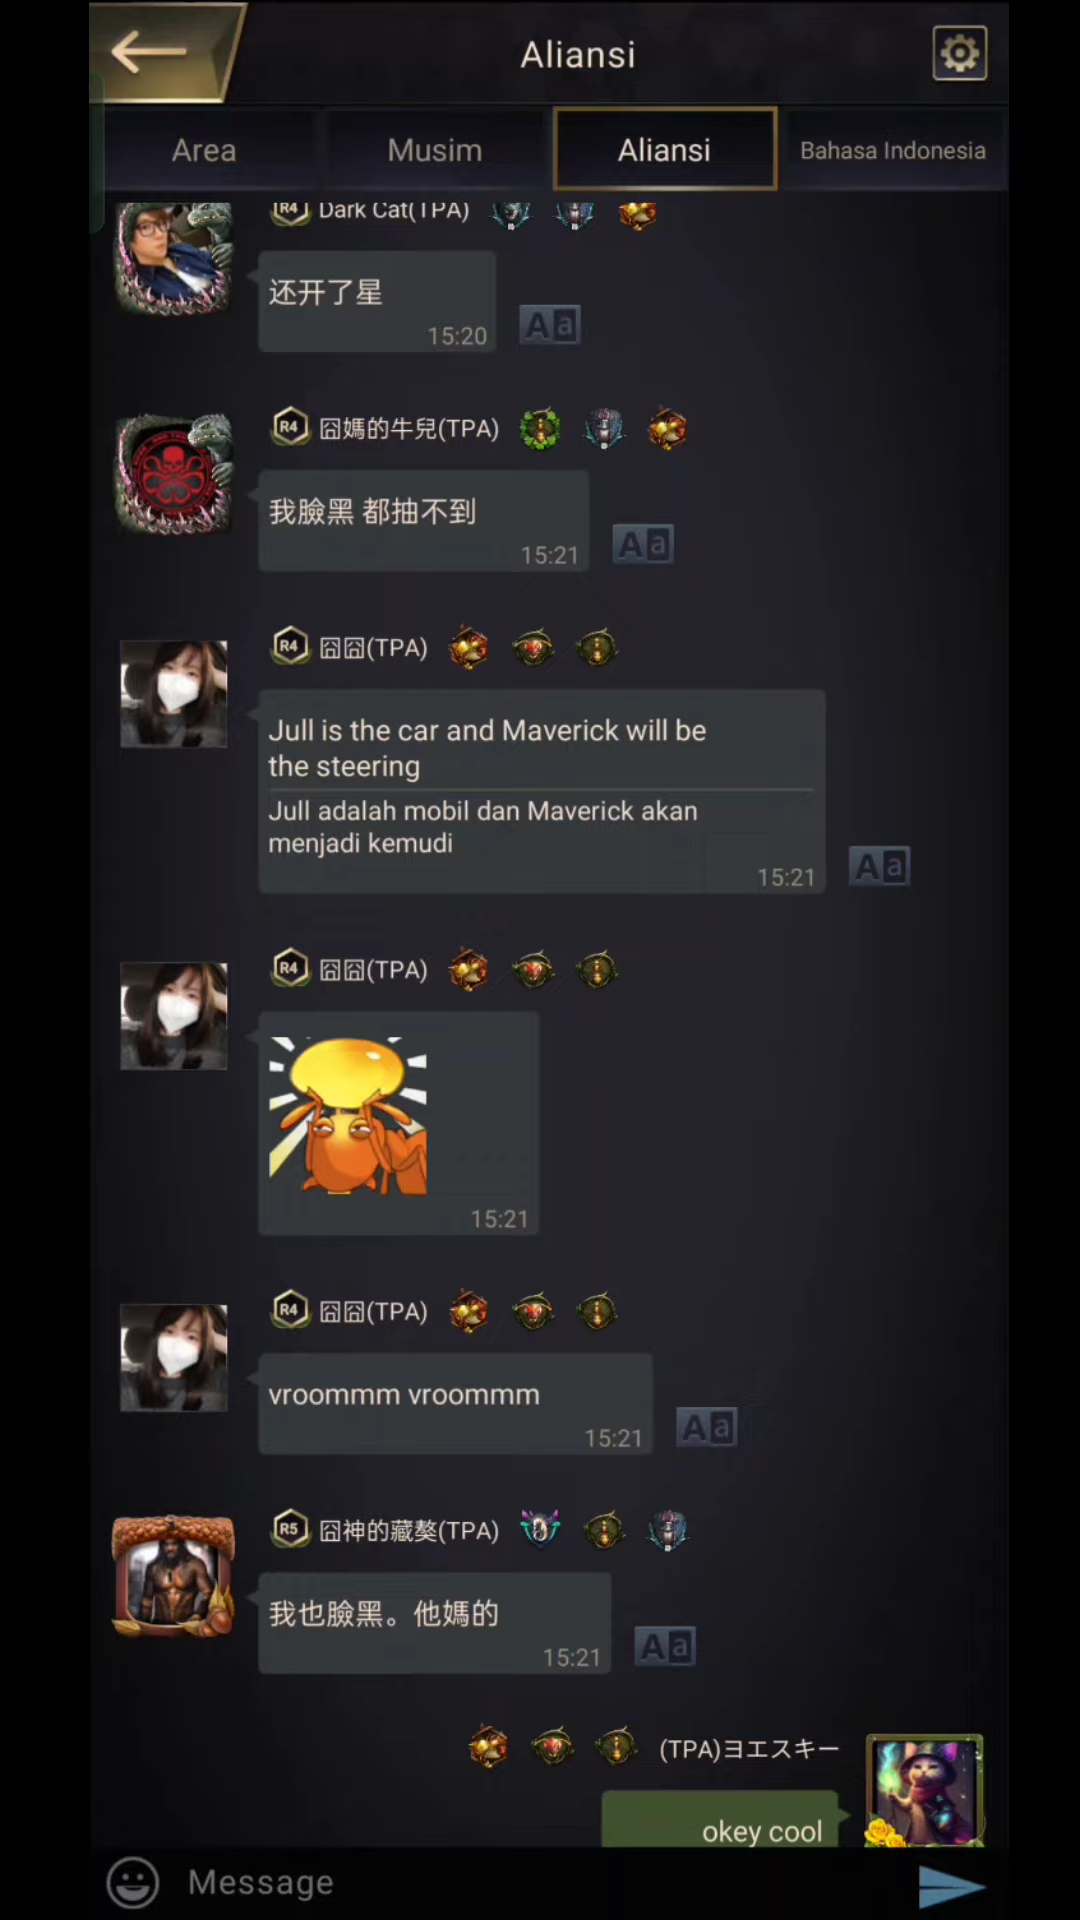 Aliansi
Area
Musim
Aliansi
Bahasa Indonesia
R4 Dark Cat(TPA)
还开了星
15:20
Aa
R4 囧媽的牛兒(TPA)
我臉黑 都抽不到
15:21
Aa
R4 囧囧(TPA)
Jull is the car and Maverick will be
the steering
Jull adalah mobil dan Maverick akan
menjadi kemudi
15:21
Aa
R4 囧囧(TPA)
15:21
R4 囧囧(TPA)
vroommm vroommm
15:21
Aa
R5 囧神的藏獒(TPA)
我也臉黑。他媽的
15:21
Aa
(TPA)ヨエスキー
okey cool
Message